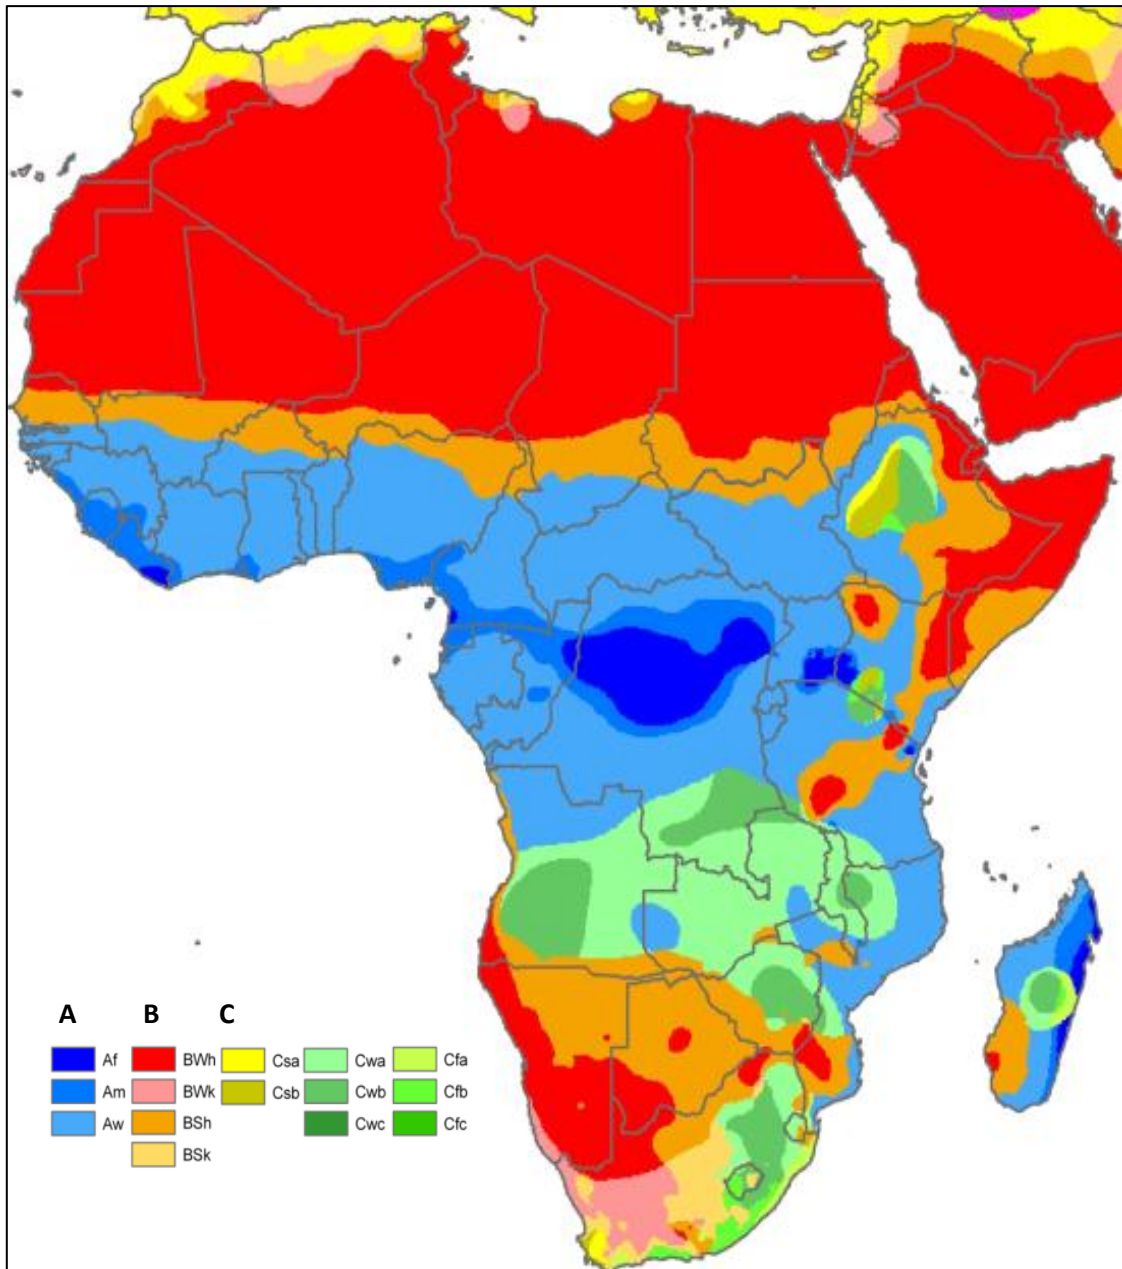 A B C
Af BWh Csa Cwa Cfa
Am BWk Csb Cwb Cfb
Aw BSh Cwc Cfc
BSk